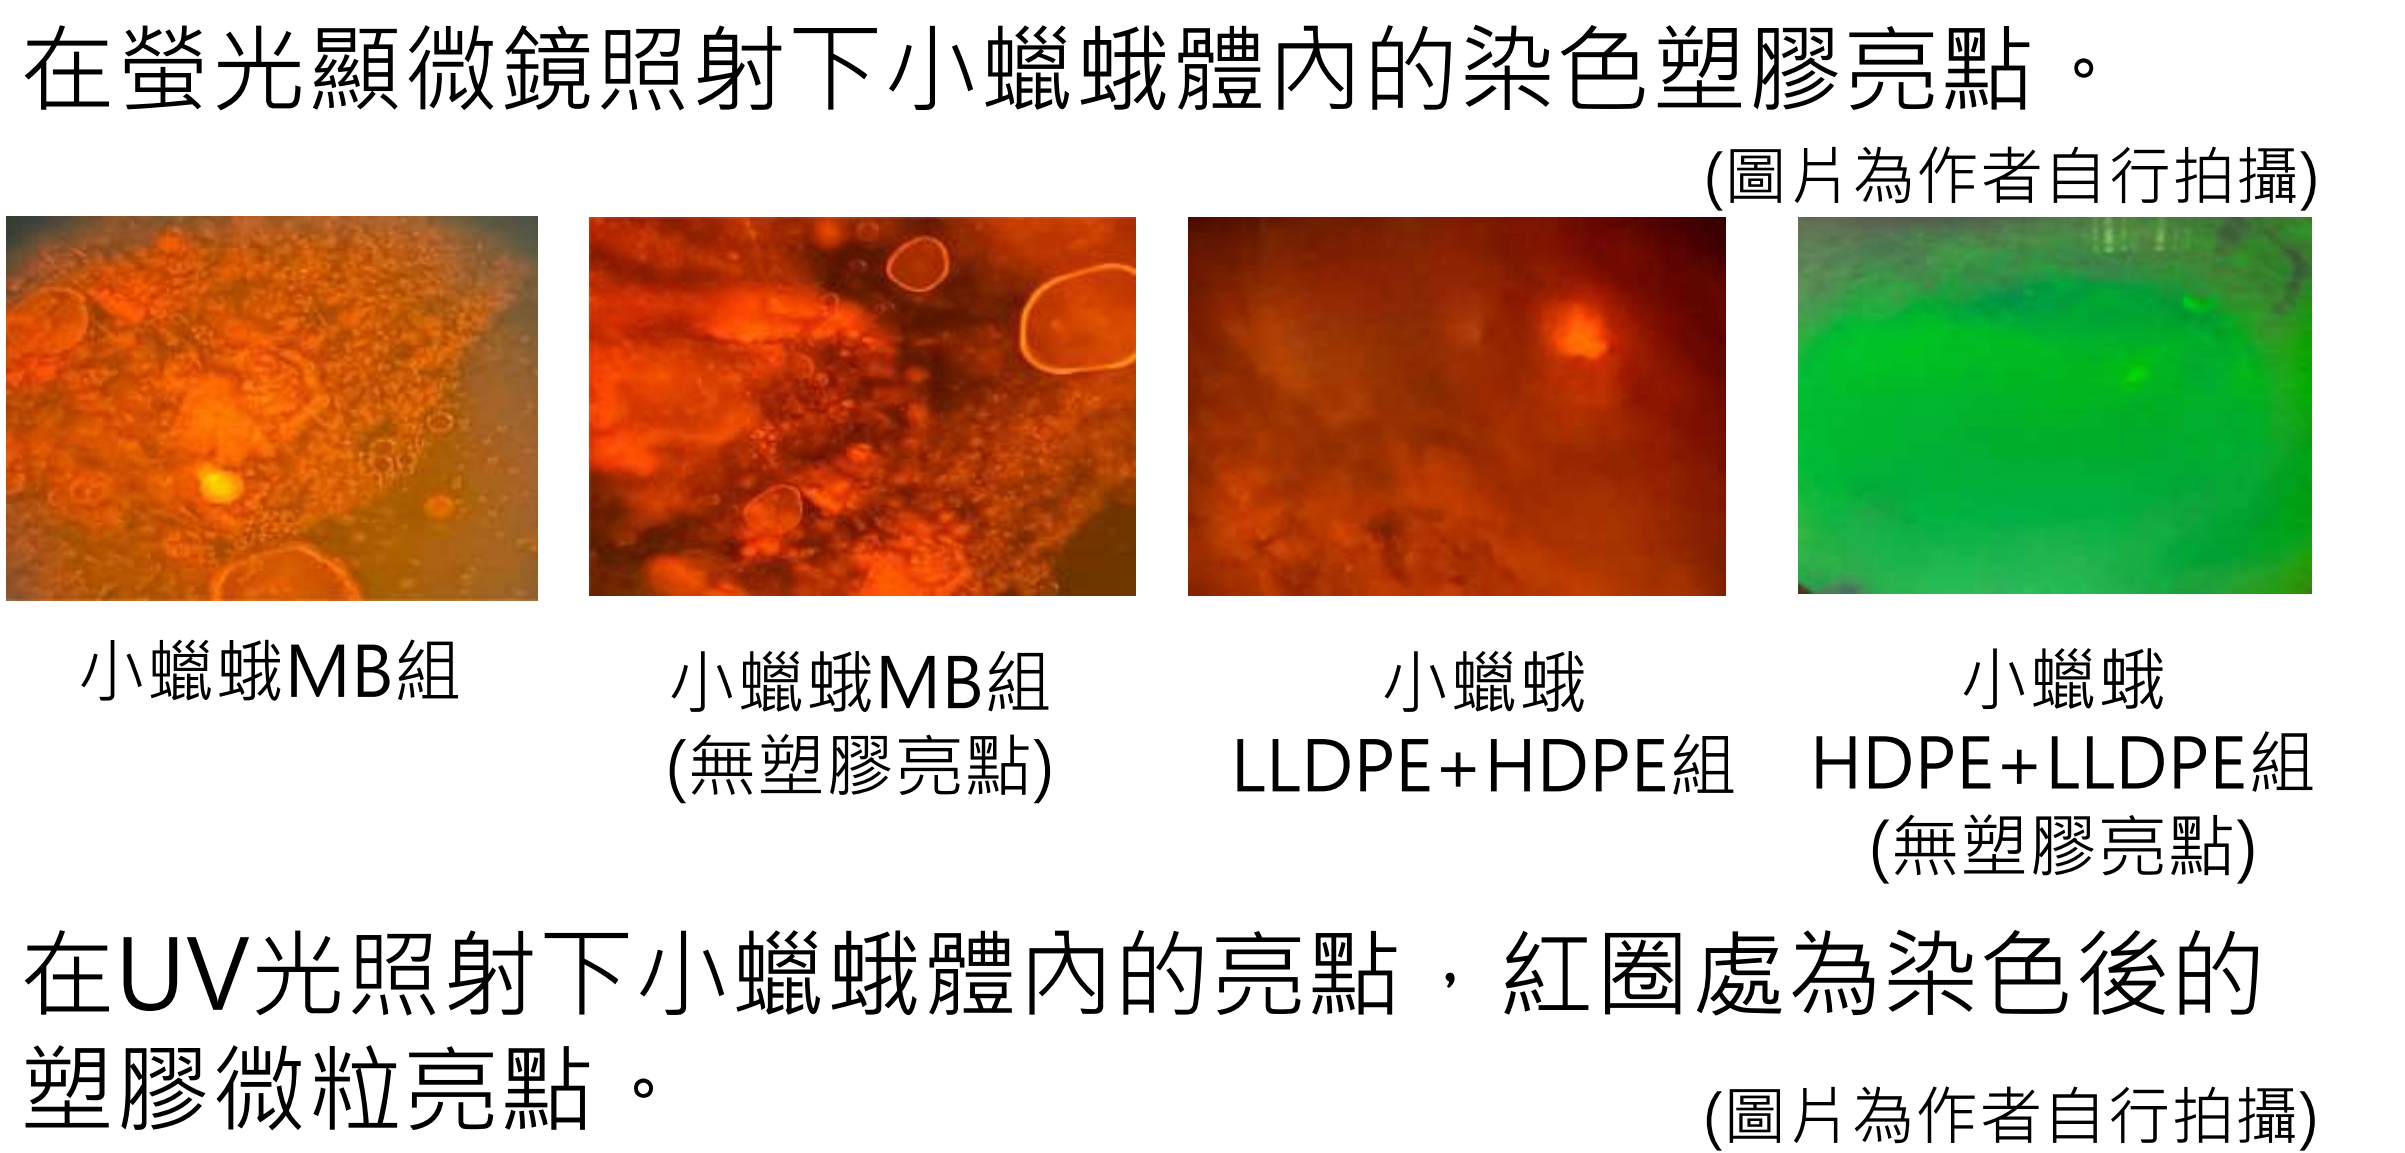 在螢光顯微鏡照射下小蠟蛾體內的染色塑膠亮點。
(圖片為作者自行拍攝)
小蠟蛾MB組
小蠟蛾MB組
(無塑膠亮點)
小蠟蛾
LLDPE+HDPE組
小蠟蛾
HDPE+LLDPE組
(無塑膠亮點)
在UV光照射下小蠟蛾體內的亮點，紅圈處為染色後的
塑膠微粒亮點。
(圖片為作者自行拍攝)